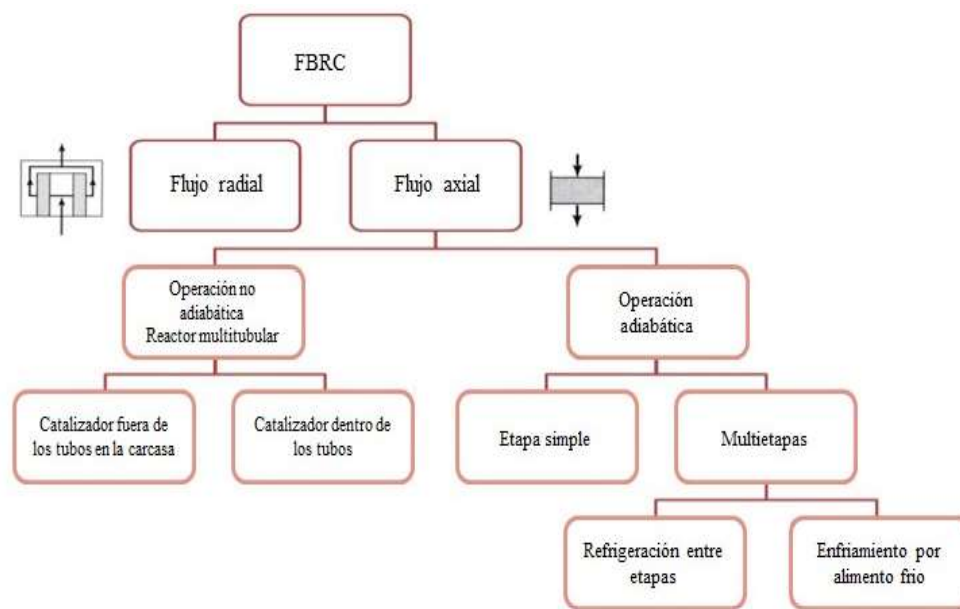 FBRC
Flujo radial
Flujo axial
Operación no
adiabática
Reactor multitubular
Operación
adiabática
Catalizador fuera de
los tubos en la carcasa
Catalizador dentro de
los tubos
Etapa simple
Multietapas
Refrigeración entre
etapas
Enfriamiento por
alimento frio